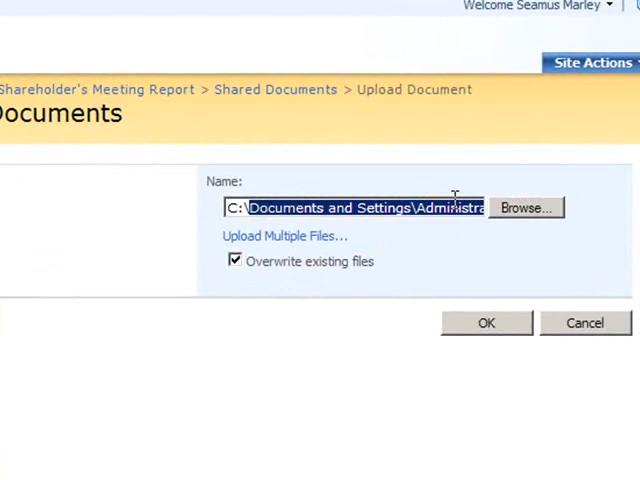 Welcome Seamus Marley
Site Actions
Shareholder's Meeting Report > Shared Documents > Upload Document
Documents
Name:
C:\Documents and Settings\Administra
Browse...
Upload Multiple Files...
Overwrite existing files
OK
Cancel